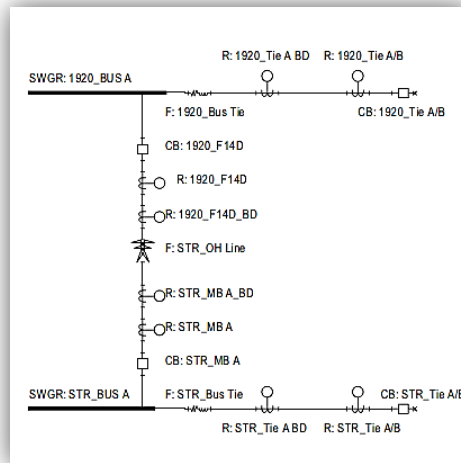 R: 1920_Tie A BD
R: 1920_Tie A/B
SWGR: 1920_BUS A
F: 1920_Bus Tie
CB: 1920_Tie A/B
CB: 1920_F14D
R: 1920_F14D
R: 1920_F14D_BD
F: STR_OH Line
R: STR_MB A_BD
R: STR_MB A
CB: STR_MB A
SWGR: STR_BUS A
F: STR_Bus Tie
CB: STR_Tie A/B
R: STR_Tie A BD
R: STR_Tie A/B